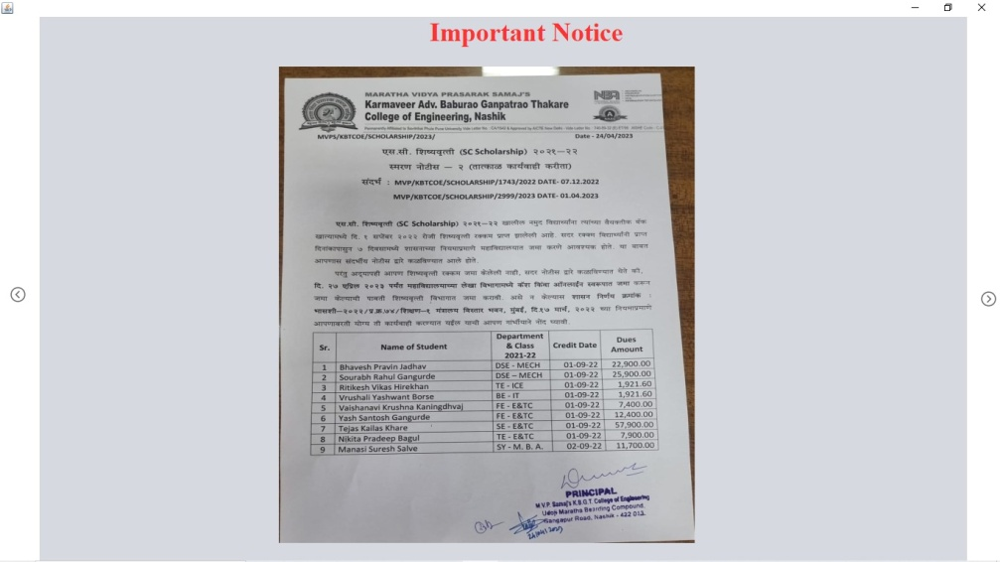 Important Notice
MARATHA VIDYA PRASARAK SAMAJ'S
Karmaveer Adv. Baburao Ganpatrao Thakare
College of Engineering, Nashik
MVPS/KBTCOE/SCHOLARSHIP/2023/ Date - 24/04/2023
एस.सी. शिष्यवृत्ती (SC Scholarship) २०२१–२२
स्मरण नोटीस – २ (तात्काळ कार्यवाही करीता)
संदर्भ : MVP/KBTCOE/SCHOLARSHIP/1743/2022 DATE- 07.12.2022
MVP/KBTCOE/SCHOLARSHIP/2999/2023 DATE- 01.04.2023
एस.सी. शिष्यवृत्ती (SC Scholarship) २०२१–२२ खालील नमुद विद्यार्थ्यांना त्यांच्या वैयक्तीक बँक
खात्यामध्ये दि. १ सप्टेंबर २०२२ रोजी शिष्यवृत्ती रक्कम प्राप्त झालेली आहे. सदर रक्कम विद्यार्थींनी प्राप्त
दिनांकापासुन ७ दिवसामध्ये शासनाच्या नियमाप्रमाणे महाविद्यालयात जमा करणे आवश्यक होते. या बाबत
आपणास संदर्भीय नोटीस द्वारे कळविण्यात आले होते.
परंतु अद्यापही आपण शिष्यवृत्ती रक्कम जमा केलेली नाही, सदर नोटीस द्वारे कळविण्यात येते की,
दि. २७ एप्रिल २०२३ पर्यंत महाविद्यालयाच्या लेखा विभागामध्ये कॅश किंवा ऑनलाईन स्वरूपात जमा करून
जमा केल्याची पावती शिष्यवृत्ती विभागात जमा करावी. असे न केल्यास शासन निर्णय क्रमांक :
भासशी–२०२२/प्र.क्र.७४/शिक्षण–१ मंत्रालय विस्तार भवन, मुंबई, दि.१७ मार्च, २०२२ च्या नियमाप्रमाणे
आपणावरती योग्य ती कार्यवाही करण्यात येईल याची आपण गांर्भीयाने नोंद घ्यावी.
Sr. Name of Student Department & Class 2021-22 Credit Date Dues Amount
1 Bhavesh Pravin Jadhav DSE - MECH 01-09-22 22,900.00
2 Sourabh Rahul Gangurde DSE – MECH 01-09-22 25,900.00
3 Ritikesh Vikas Hirekhan TE - ICE 01-09-22 1,921.60
4 Vrushali Yashwant Borse BE - IT 01-09-22 1,921.60
5 Vaishanavi Krushna Kaningdhvaj FE - E&TC 01-09-22 7,400.00
6 Yash Santosh Gangurde FE - E&TC 01-09-22 12,400.00
7 Tejas Kailas Khare SE - E&TC 01-09-22 57,900.00
8 Nikita Pradeep Bagul TE - E&TC 01-09-22 7,900.00
9 Manasi Suresh Salve SY - M. B. A. 02-09-22 11,700.00
PRINCIPAL
M.V.P. Samaj's K.B.G.T. College of Engineering
Udoji Maratha Boarding Compound,
Gangapur Road, Nashik - 422 013.